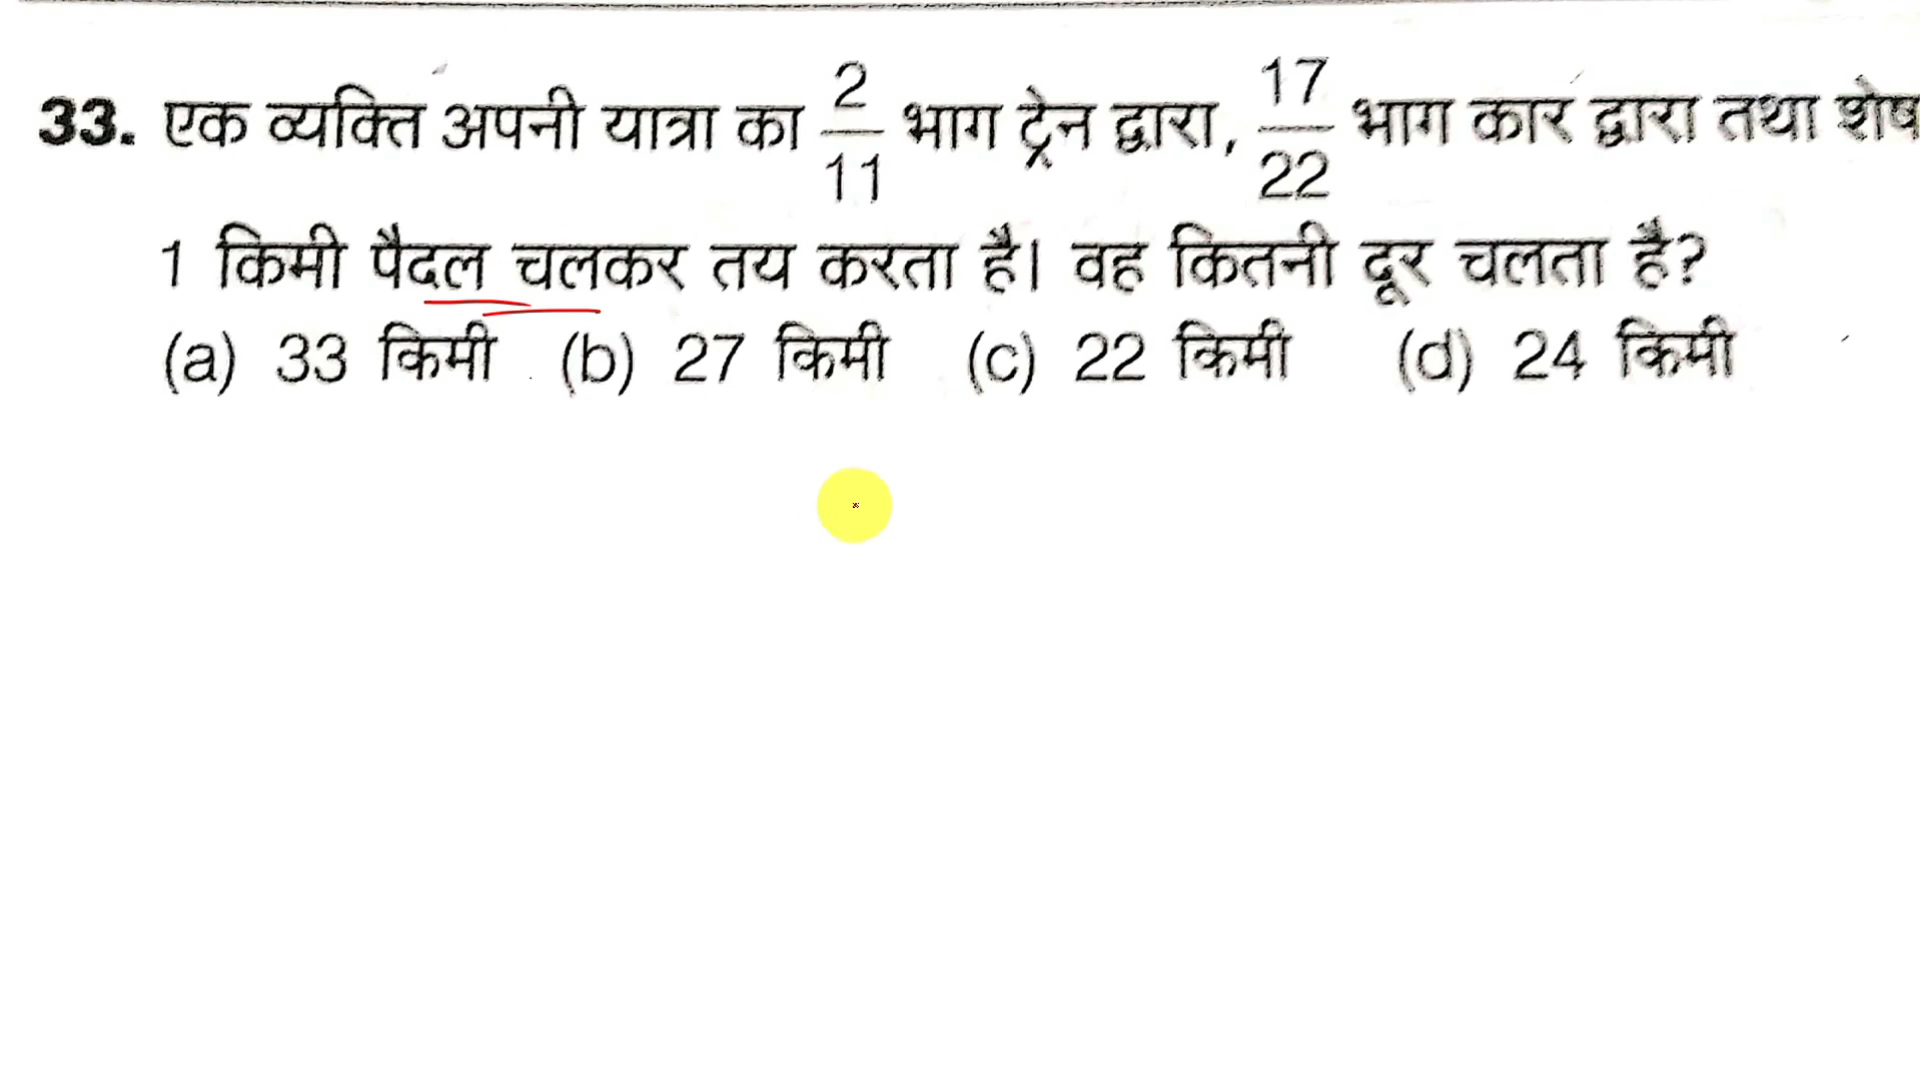 33. एक व्यक्ति अपनी यात्रा का 2/11 भाग ट्रेन द्वारा, 17/22 भाग कार द्वारा तथा शेष
1 किमी पैदल चलकर तय करता है। वह कितनी दूर चलता है?
(a) 33 किमी (b) 27 किमी (c) 22 किमी (d) 24 किमी